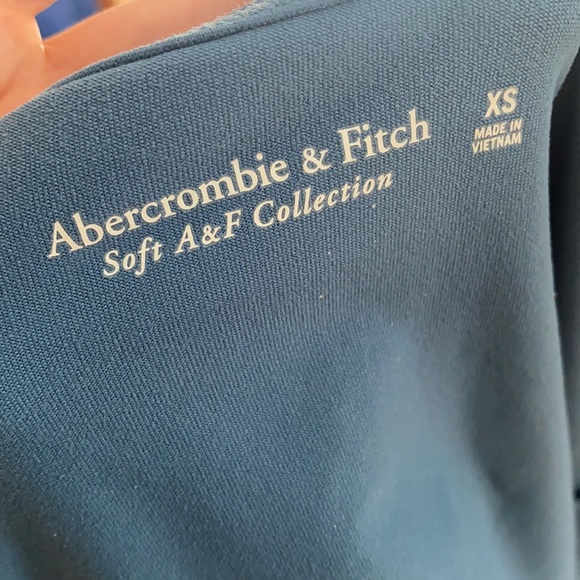 Abercrombie & Fitch
Soft A&F Collection
XS
MADE IN
VIETNAM